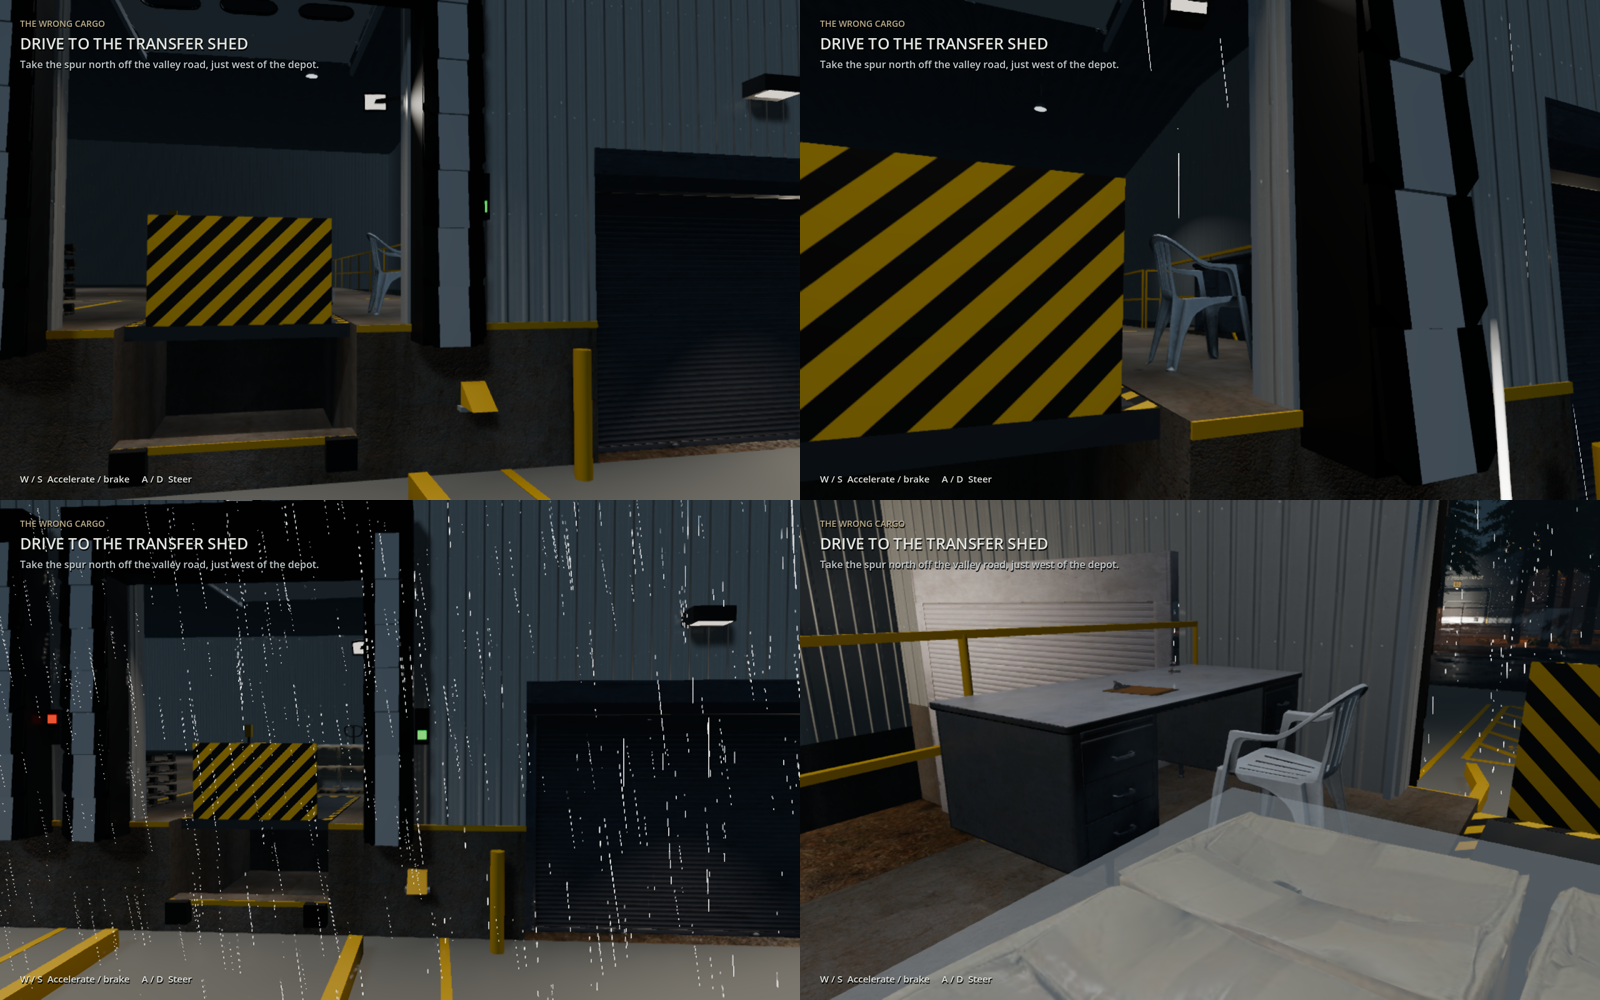 THE WRONG CARGO
DRIVE TO THE TRANSFER SHED
Take the spur north off the valley road, just west of the depot.
W / S Accelerate / brake A / D Steer
THE WRONG CARGO
DRIVE TO THE TRANSFER SHED
Take the spur north off the valley road, just west of the depot.
W / S Accelerate / brake A / D Steer
THE WRONG CARGO
DRIVE TO THE TRANSFER SHED
Take the spur north off the valley road, just west of the depot.
W / S Accelerate / brake A / D Steer
THE WRONG CARGO
DRIVE TO THE TRANSFER SHED
Take the spur north off the valley road, just west of the depot.
W / S Accelerate / brake A / D Steer